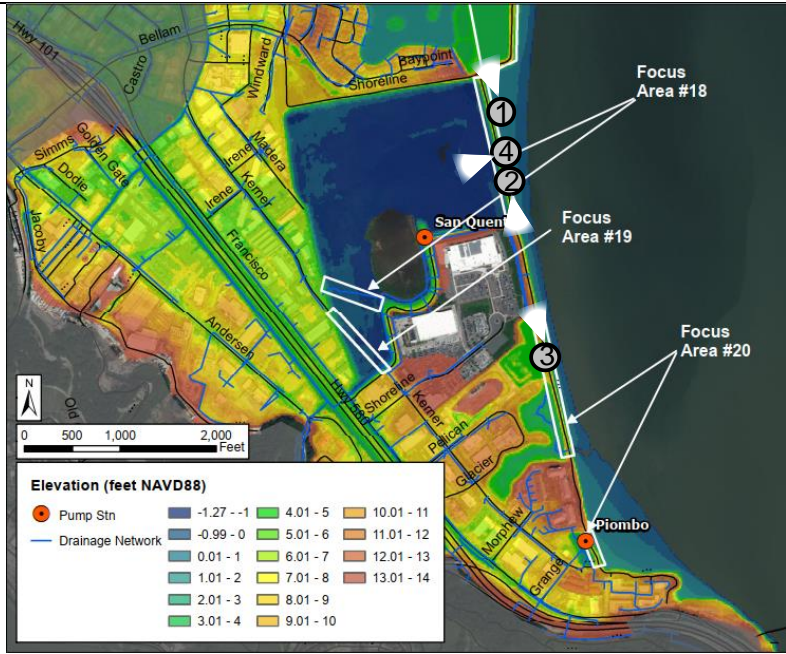 Hwy 101
Bellam
Castro
Windward
Baypoint
Shoreline
Focus
Area #18
1
4
2
Simms
Golden Gate
Dodie
Irene
Madera
Irene
Kerner
Jacoby
Francisco
San Quent
Focus
Area #19
Andersen
3
Focus
Area #20
N
Old
Hwy 580
Shoreline
Kerner
Pelican
Glacier
0 500 1,000 2,000
Feet
Elevation (feet NAVD88)
Pump Stn
Drainage Network
-1.27 - -1
-0.99 - 0
0.01 - 1
1.01 - 2
2.01 - 3
3.01 - 4
4.01 - 5
5.01 - 6
6.01 - 7
7.01 - 8
8.01 - 9
9.01 - 10
10.01 - 11
11.01 - 12
12.01 - 13
13.01 - 14
Morphew
Piombo
Grange